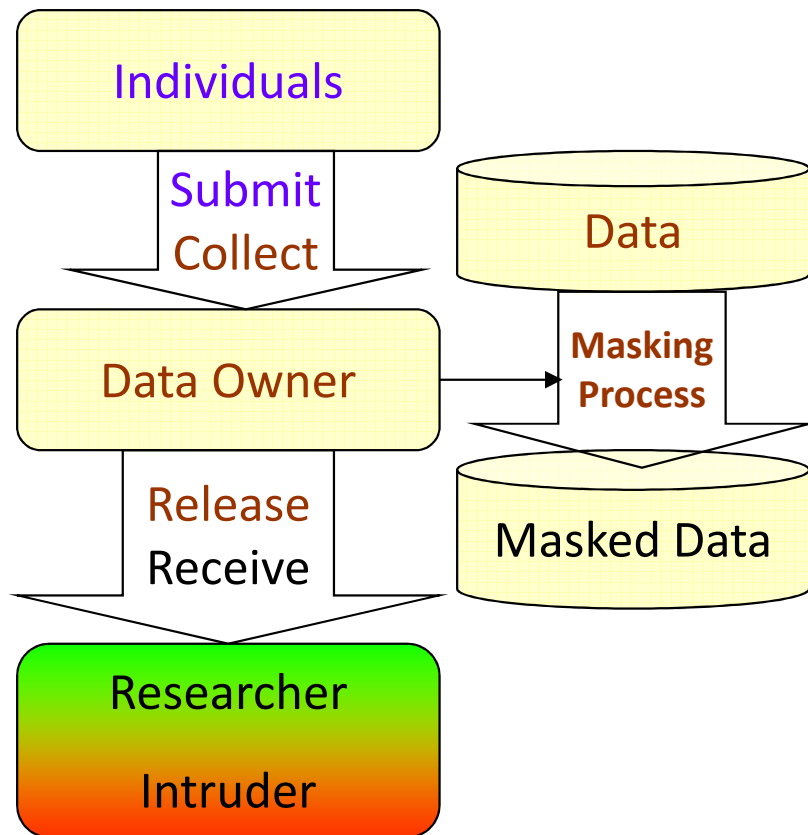 Individuals
Submit
Collect
Data Owner
Release
Receive
Researcher
Intruder
Data
Masking
Process
Masked Data